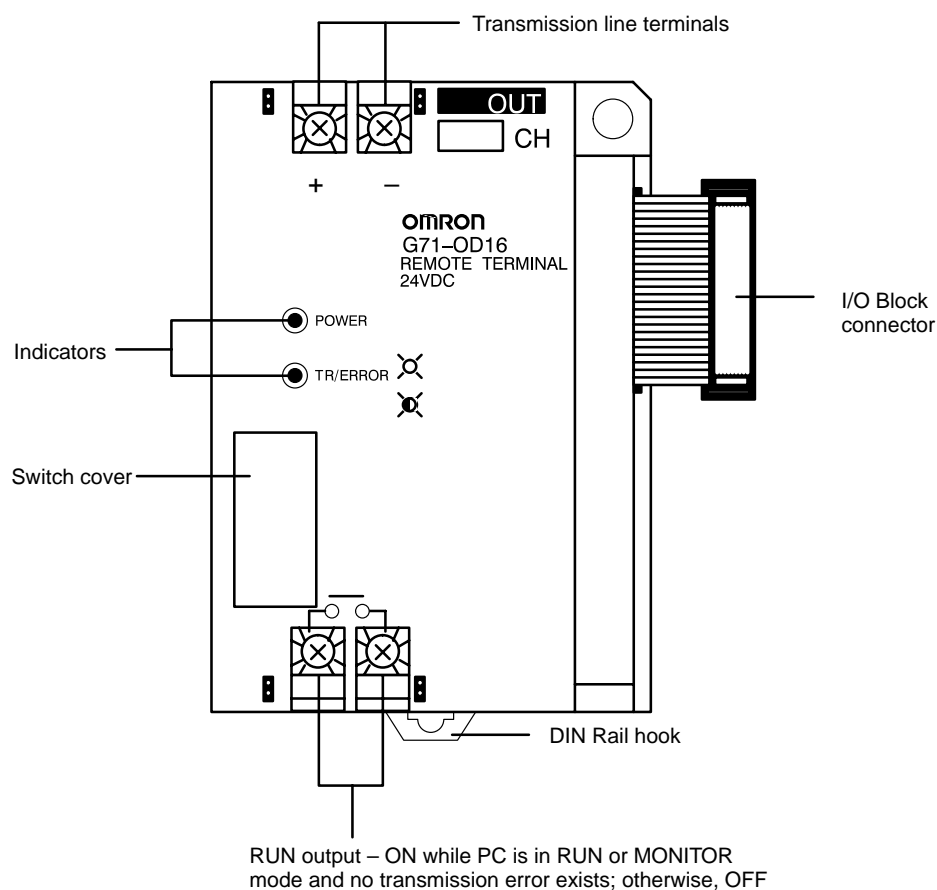 Transmission line terminals
OUT
CH
+ –
OMRON
G71–OD16
REMOTE TERMINAL
24VDC
I/O Block
connector
POWER
Indicators
TR/ERROR
Switch cover
DIN Rail hook
RUN output – ON while PC is in RUN or MONITOR
mode and no transmission error exists; otherwise, OFF